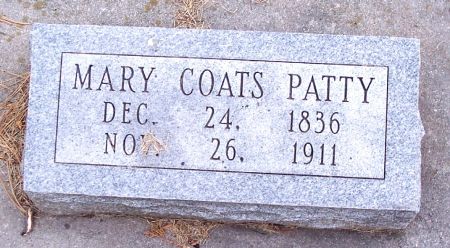 MARY COATS PATTY
DEC. 24, 1836
NOV. 26, 1911